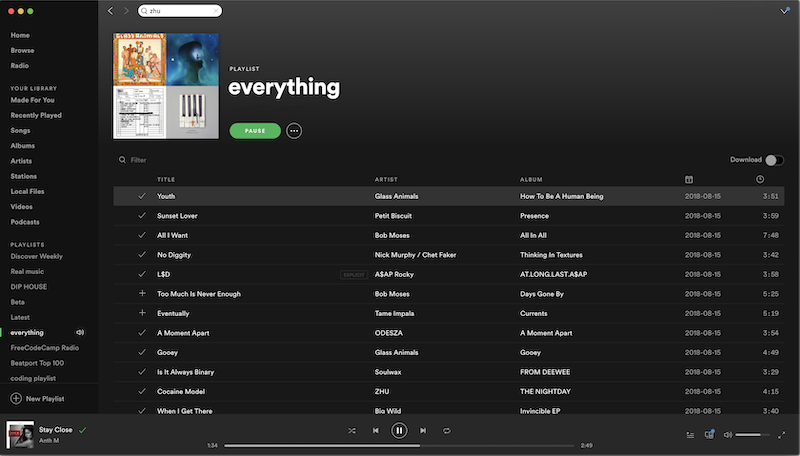 zhu
Home
Browse
Radio
YOUR LIBRARY
Made For You
Recently Played
Songs
Albums
Artists
Stations
Local Files
Videos
Podcasts
PLAYLISTS
Discover Weekly
Real music
DIP HOUSE
Beta
Latest
everything
FreeCodeCamp Radio
Beatport Top 100
coding playlist
New Playlist
GLASS ANIMALS
PLAYLIST
everything
PAUSE
Filter
Download
TITLE ARTIST ALBUM
Youth Glass Animals How To Be A Human Being 2018-08-15 3:51
Sunset Lover Petit Biscuit Presence 2018-08-15 3:59
All I Want Bob Moses All In All 2018-08-15 7:48
No Diggity Nick Murphy / Chet Faker Thinking In Textures 2018-08-15 3:42
L$D EXPLICIT A$AP Rocky AT.LONG.LAST.A$AP 2018-08-15 3:58
Too Much Is Never Enough Bob Moses Days Gone By 2018-08-15 5:25
Eventually Tame Impala Currents 2018-08-15 5:19
A Moment Apart ODESZA A Moment Apart 2018-08-15 3:54
Gooey Glass Animals Gooey 2018-08-15 4:49
Is It Always Binary Soulwax FROM DEEWEE 2018-08-15 3:29
Cocaine Model ZHU THE NIGHTDAY 2018-08-15 4:15
When I Get There Big Wild Invincible EP 2018-08-15 3:40
Stay Close
Anth M
1:34
2:49